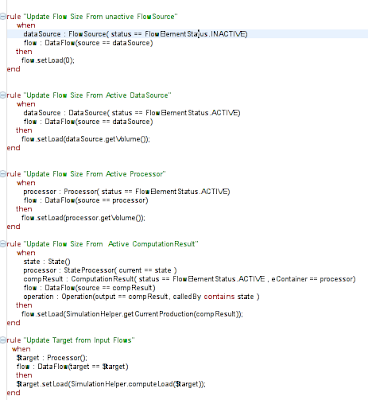 rule "Update Flow Size From unactive FlowSource"
when
dataSource : FlowSource( status == FlowElementStatus.INACTIVE)
flow : DataFlow(source == dataSource)
then
flow.setLoad(0);
end
rule "Update Flow Size From Active DataSource"
when
dataSource : DataSource( status == FlowElementStatus.ACTIVE)
flow : DataFlow(source == dataSource)
then
flow.setLoad(dataSource.getVolume());
end
rule "Update Flow Size From Active Processor"
when
processor : Processor( status == FlowElementStatus.ACTIVE)
flow : DataFlow(source == processor)
then
flow.setLoad(processor.getVolume());
end
rule "Update Flow Size From  Active ComputationResult"
when
state : State()
processor : StateProcessor( current == state )
compResult : ComputationResult( status == FlowElementStatus.ACTIVE , eContainer == processor)
flow : DataFlow(source == compResult)
operation : Operation(output == compResult, calledBy contains state )
then
flow.setLoad(SimulationHelper.getCurrentProduction(compResult));
end
rule "Update Target from Input Flows"
when
$target : Processor();
flow : DataFlow(target == $target)
then
$target.setLoad(SimulationHelper.computeLoad($target));
end